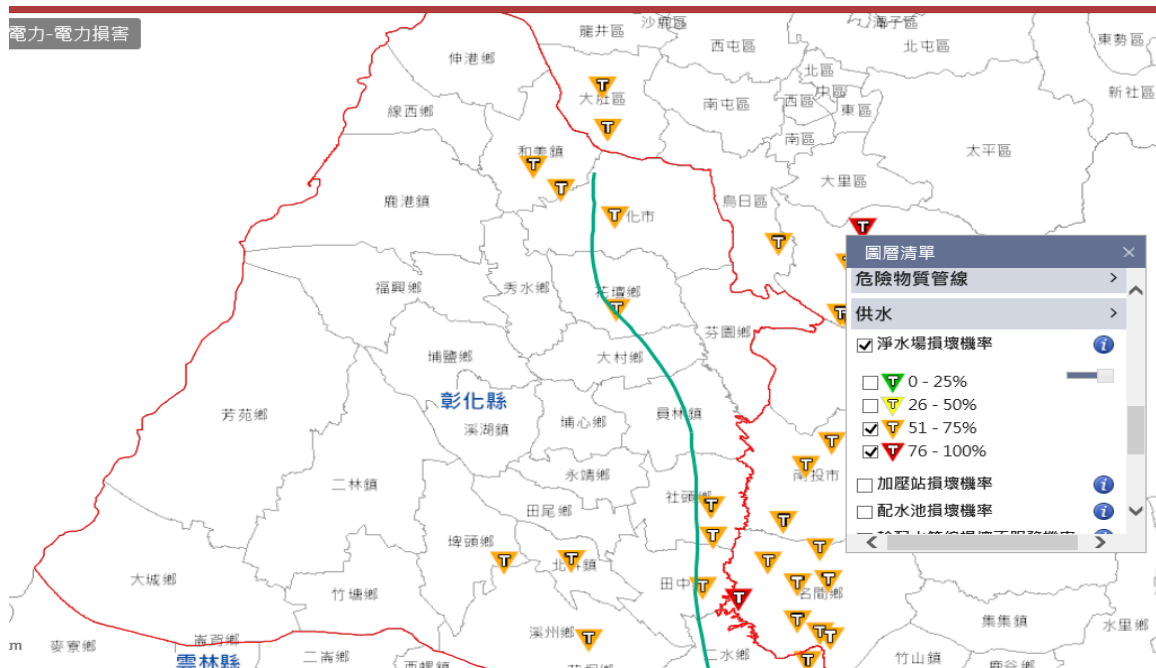 電力-電力損害
沙鹿區
潭子區
龍井區
西屯區
北屯區
東勢區
伸港鄉
北區
中區
新社區
大肚區
南屯區
西區
東區
線西鄉
南區
和美鎮
太平區
大里區
鹿港鎮
烏日區
化市
圖層清單 ×
危險物質管線 >
供水 >
淨水場損壞機率
T 0 - 25%
T 26 - 50%
T 51 - 75%
T 76 - 100%
加壓站損壞機率
配水池損壞機率
福興鄉
秀水鄉
花壇鄉
芬園鄉
埔鹽鄉
大村鄉
彰化縣
芳苑鄉
員林鎮
溪湖鎮
埔心鄉
南投市
永靖鄉
二林鎮
社頭鄉
田尾鄉
埤頭鄉
北斗鎮
大城鄉
田中
竹塘鄉
名間鄉
集集鎮
水里鄉
溪州鄉
m
麥寮鄉
崙背鄉
二水鄉
雲林縣
二崙鄉
西螺鎮
竹山鎮
鹿谷鄉